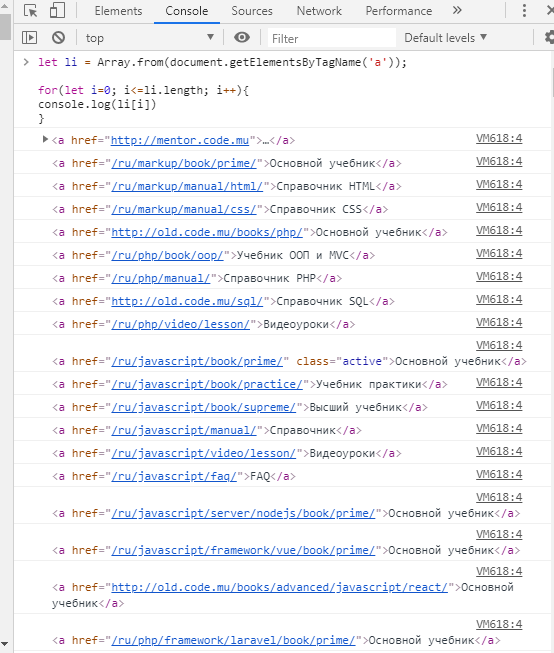 Elements Console Sources Network Performance »
top Filter Default levels
let li = Array.from(document.getElementsByTagName('a'));
for(let i=0; i<=li.length; i++){
console.log(li[i])
}
<a href="http://mentor.code.mu">…</a> VM618:4
<a href="/ru/markup/book/prime/">Основной учебник</a> VM618:4
<a href="/ru/markup/manual/html/">Справочник HTML</a> VM618:4
<a href="/ru/markup/manual/css/">Справочник CSS</a> VM618:4
<a href="http://old.code.mu/books/php/">Основной учебник</a> VM618:4
<a href="/ru/php/book/oop/">Учебник ООП и MVC</a> VM618:4
<a href="/ru/php/manual/">Справочник PHP</a> VM618:4
<a href="http://old.code.mu/sql/">Справочник SQL</a> VM618:4
<a href="/ru/php/video/lesson/">Видеоуроки</a> VM618:4
VM618:4
<a href="/ru/javascript/book/prime/" class="active">Основной учебник</a>
<a href="/ru/javascript/book/practice/">Учебник практики</a> VM618:4
<a href="/ru/javascript/book/supreme/">Высший учебник</a> VM618:4
<a href="/ru/javascript/manual/">Справочник</a> VM618:4
<a href="/ru/javascript/video/lesson/">Видеоуроки</a> VM618:4
<a href="/ru/javascript/faq/">FAQ</a> VM618:4
VM618:4
<a href="/ru/javascript/server/nodejs/book/prime/">Основной учебник</a>
VM618:4
<a href="/ru/javascript/framework/vue/book/prime/">Основной учебник</a>
VM618:4
<a href="http://old.code.mu/books/advanced/javascript/react/">Основной
учебник</a>
VM618:4
<a href="/ru/php/framework/laravel/book/prime/">Основной учебник</a>